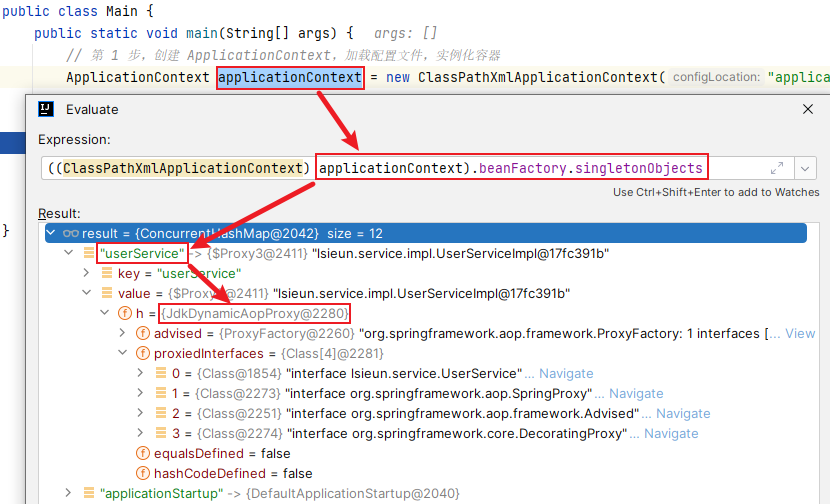 public class Main {
public static void main(String[] args) { args: []
// 第 1 步，创建 ApplicationContext，加载配置文件，实例化容器
ApplicationContext applicationContext = new ClassPathXmlApplicationContext( configLocation: "applica
Evaluate
Expression:
((ClassPathXmlApplicationContext) applicationContext).beanFactory.singletonObjects
Use Ctrl+Shift+Enter to add to Watches
Result:
}
result = {ConcurrentHashMap@2042} size = 12
"userService" -> {$Proxy3@2411} "lsieun.service.impl.UserServiceImpl@17fc391b"
key = "userService"
value = {$Proxy3@2411} "lsieun.service.impl.UserServiceImpl@17fc391b"
h = {JdkDynamicAopProxy@2280}
advised = {ProxyFactory@2260} "org.springframework.aop.framework.ProxyFactory: 1 interfaces [... View
proxiedInterfaces = {Class[4]@2281}
0 = {Class@1854} "interface lsieun.service.UserService"... Navigate
1 = {Class@2273} "interface org.springframework.aop.SpringProxy"... Navigate
2 = {Class@2251} "interface org.springframework.aop.framework.Advised"... Navigate
3 = {Class@2274} "interface org.springframework.core.DecoratingProxy"... Navigate
equalsDefined = false
hashCodeDefined = false
"applicationStartup" -> {DefaultApplicationStartup@2040}